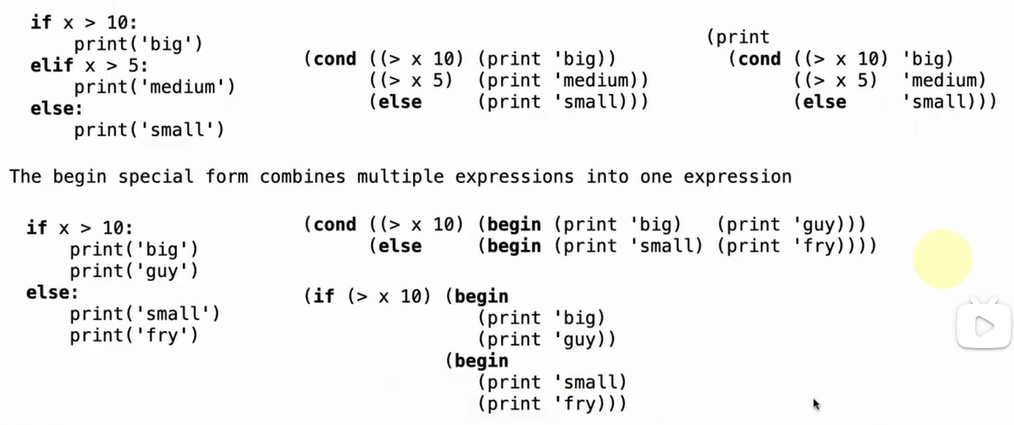 if x > 10:
    print('big')
elif x > 5:
    print('medium')
else:
    print('small')
(cond ((> x 10) (print 'big))
      ((> x 5)  (print 'medium))
      (else     (print 'small)))
(print
  (cond ((> x 10) 'big)
        ((> x 5)  'medium)
        (else     'small)))
The begin special form combines multiple expressions into one expression
if x > 10:
    print('big')
    print('guy')
else:
    print('small')
    print('fry')
(cond ((> x 10) (begin (print 'big)   (print 'guy)))
      (else     (begin (print 'small) (print 'fry))))
(if (> x 10) (begin
                (print 'big)
                (print 'guy))
             (begin
                (print 'small)
                (print 'fry)))